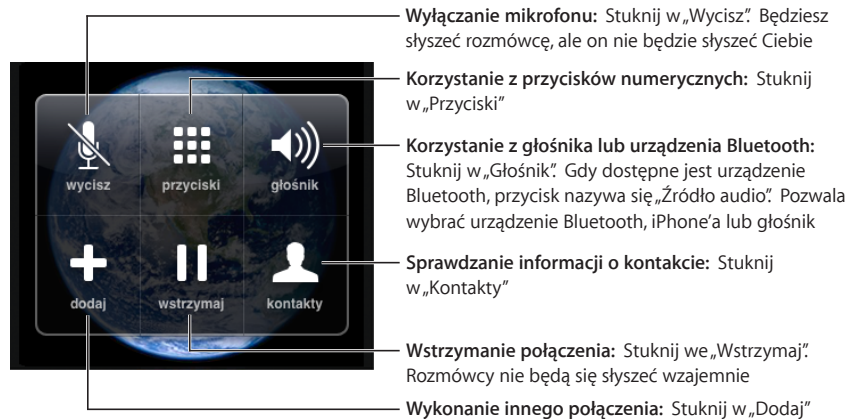 Wyłączanie mikrofonu: Stuknij w „Wycisz”. Będziesz
słyszeć rozmówcę, ale on nie będzie słyszeć Ciebie
Korzystanie z przycisków numerycznych: Stuknij
w „Przyciski”
Korzystanie z głośnika lub urządzenia Bluetooth:
Stuknij w „Głośnik”. Gdy dostępne jest urządzenie
Bluetooth, przycisk nazywa się „Źródło audio”. Pozwala
wybrać urządzenie Bluetooth, iPhone’a lub głośnik
Sprawdzanie informacji o kontakcie: Stuknij
w „Kontakty”
Wstrzymanie połączenia: Stuknij we „Wstrzymaj”.
Rozmówcy nie będą się słyszeć wzajemnie
Wykonanie innego połączenia: Stuknij w „Dodaj”
wycisz przyciski głośnik
dodaj wstrzymaj kontakty